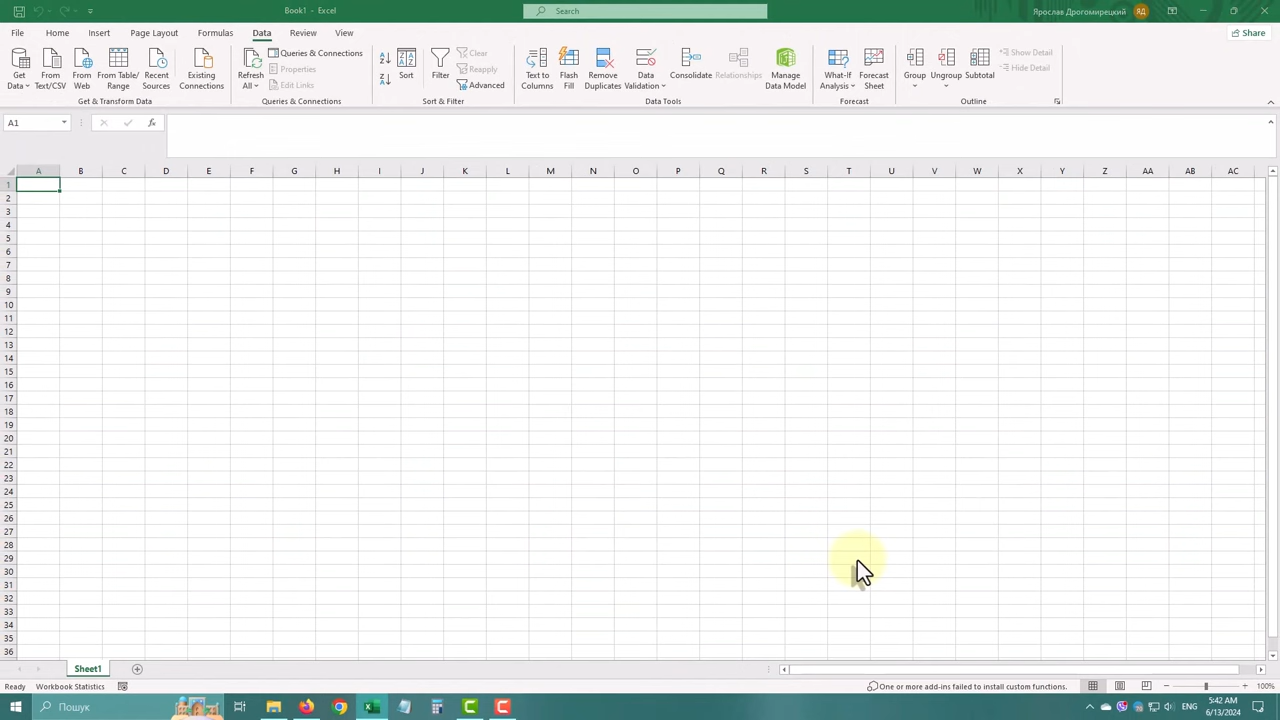 Book1 - Excel
Search
Ярослав Дрогомирецкий
ЯД
File Home Insert Page Layout Formulas Data Review View
Share
Get Data
From Text/CSV
From Web
From Table/ Range
Recent Sources
Existing Connections
Get & Transform Data
Refresh All
Queries & Connections
Properties
Edit Links
Queries & Connections
Sort
Filter
Clear
Reapply
Advanced
Sort & Filter
Text to Columns
Flash Fill
Remove Duplicates
Data Validation
Consolidate
Relationships
Manage Data Model
Data Tools
What-If Analysis
Forecast Sheet
Forecast
Group
Ungroup
Subtotal
Show Detail
Hide Detail
Outline
A1
A B C D E F G H I J K L M N O P Q R S T U V W X Y Z AA AB AC
1
2
3
4
5
6
7
8
9
10
11
12
13
14
15
16
17
18
19
20
21
22
23
24
25
26
27
28
29
30
31
32
33
34
35
36
Sheet1
Ready Workbook Statistics
One or more add-ins failed to install custom functions.
100%
Пошук
ENG
5:42 AM
6/13/2024